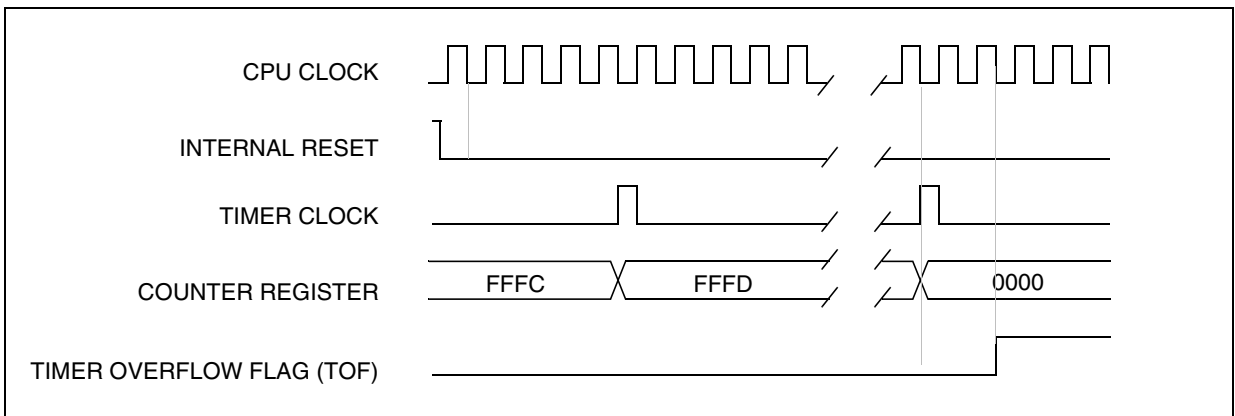 CPU CLOCK
INTERNAL RESET
TIMER CLOCK
COUNTER REGISTER FFFC FFFD 0000
TIMER OVERFLOW FLAG (TOF)